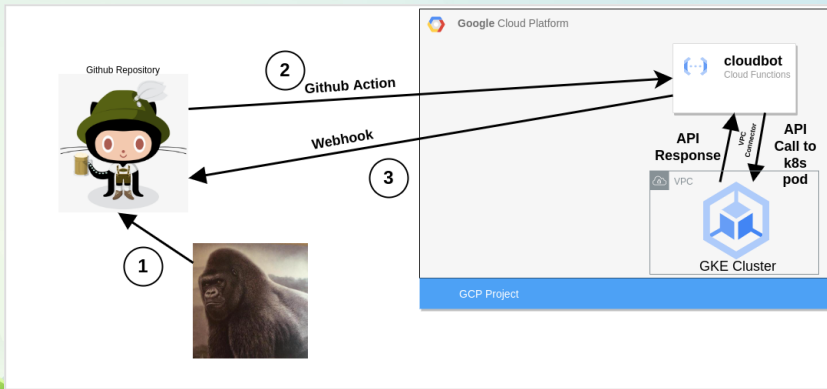 Google Cloud Platform
Github Repository
2
Github Action
cloudbot
Cloud Functions
Webhook
3
API
Response
VPC
Connector
API
Call to
k8s
pod
VPC
1
GKE Cluster
GCP Project